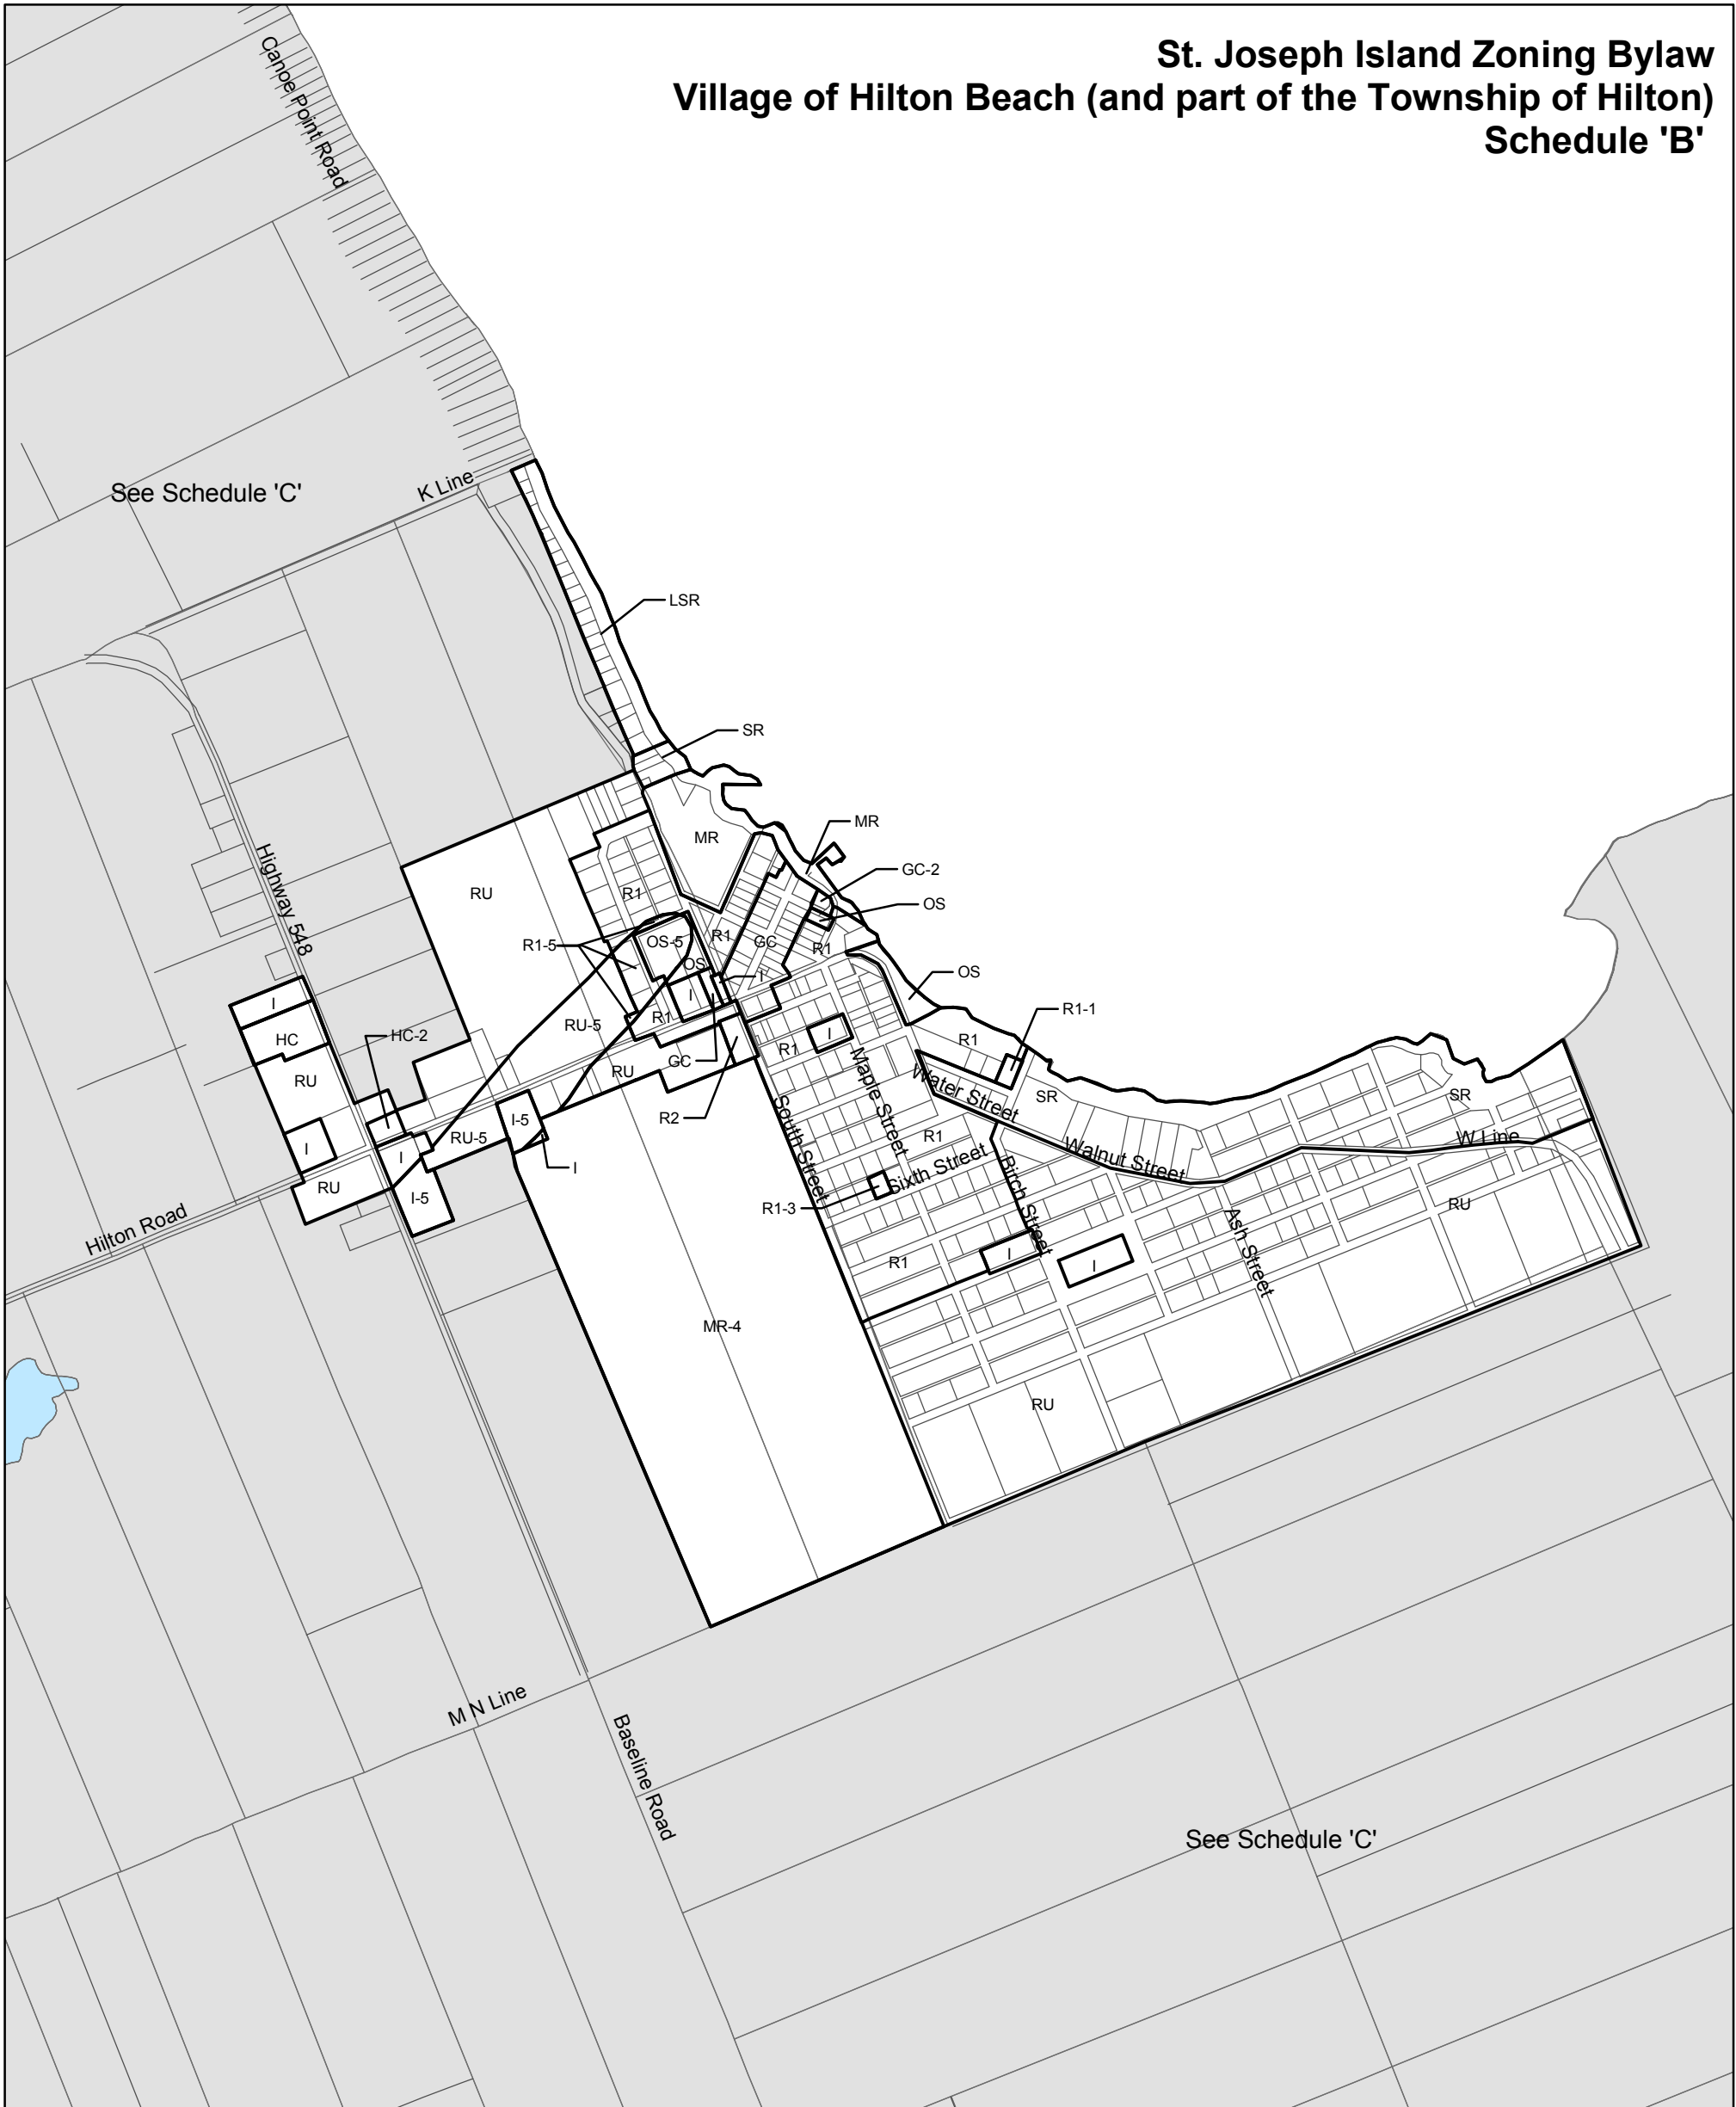 St. Joseph Island Zoning Bylaw
Village of Hilton Beach (and part of the Township of Hilton)
Schedule 'B'
Canoe Point Road
See Schedule 'C'
K Line
LSR
SR
MR
MR
GC-2
OS
RU
R1
R1-5
OS-5
OS
R1
GC
R1
I
OS
Highway 548
I
HC
HC-2
RU
RU-5
I
R1
GC
RU
R2
R1
I
R1
R1-1
Maple Street
Water Street
SR
SR
W Line
Walnut Street
I-5
RU-5
I
I
I
I-5
RU
Hilton Road
South Street
R1
Sixth Street
R1-3
Birch Street
Ash Street
RU
R1
I
I
MR-4
RU
M N Line
Baseline Road
See Schedule 'C'